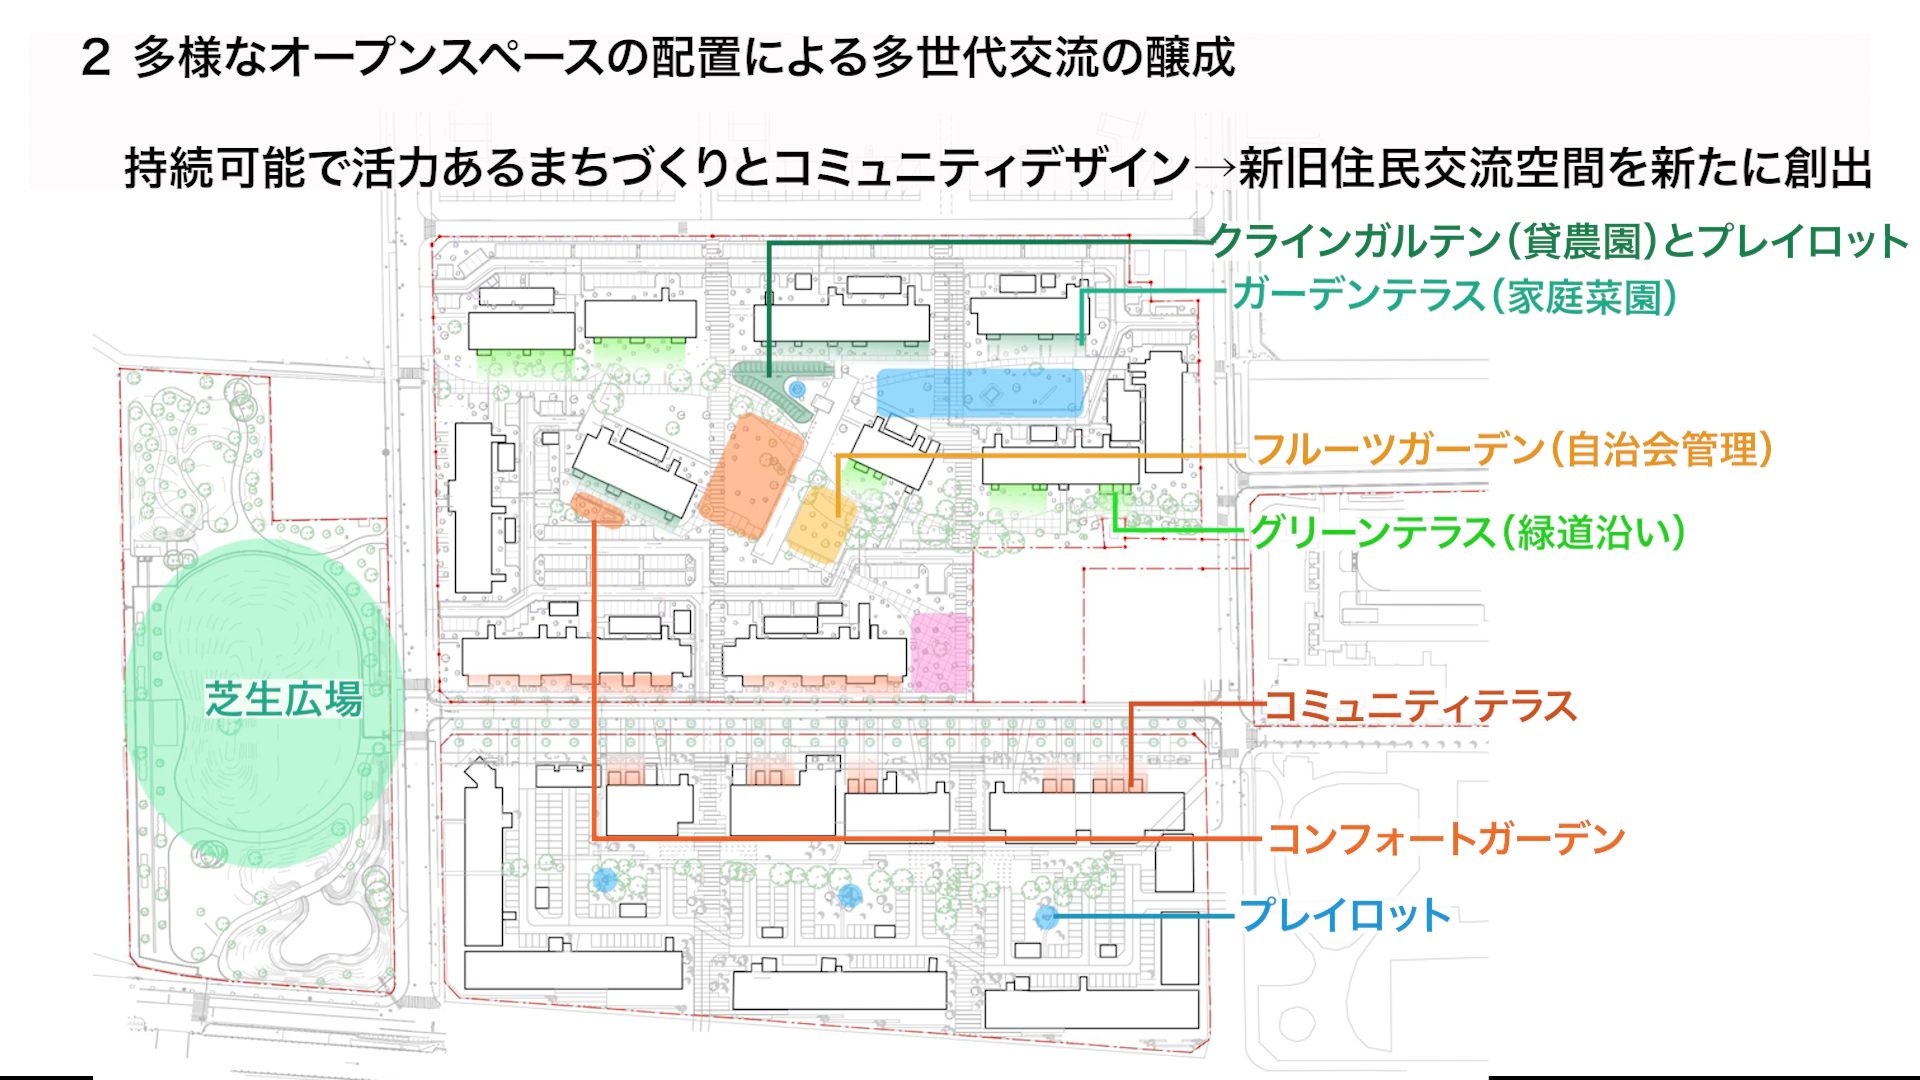 2 多様なオープンスペースの配置による多世代交流の醸成
持続可能で活力あるまちづくりとコミュニティデザイン→新旧住民交流空間を新たに創出
クラインガルテン（貸農園）とプレイロット
ガーデンテラス（家庭菜園）
フルーツガーデン（自治会管理）
グリーンテラス（緑道沿い）
芝生広場
コミュニティテラス
コンフォートガーデン
プレイロット